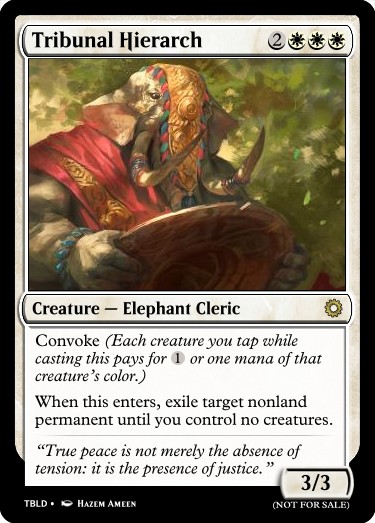 Tribunal Hierarch 2
Creature — Elephant Cleric
Convoke (Each creature you tap while
casting this pays for 1 or one mana of that
creature's color.)
When this enters, exile target nonland
permanent until you control no creatures.
“True peace is not merely the absence of
tension: it is the presence of justice.”
3/3
TBLD • Hazem Ameen (NOT FOR SALE)